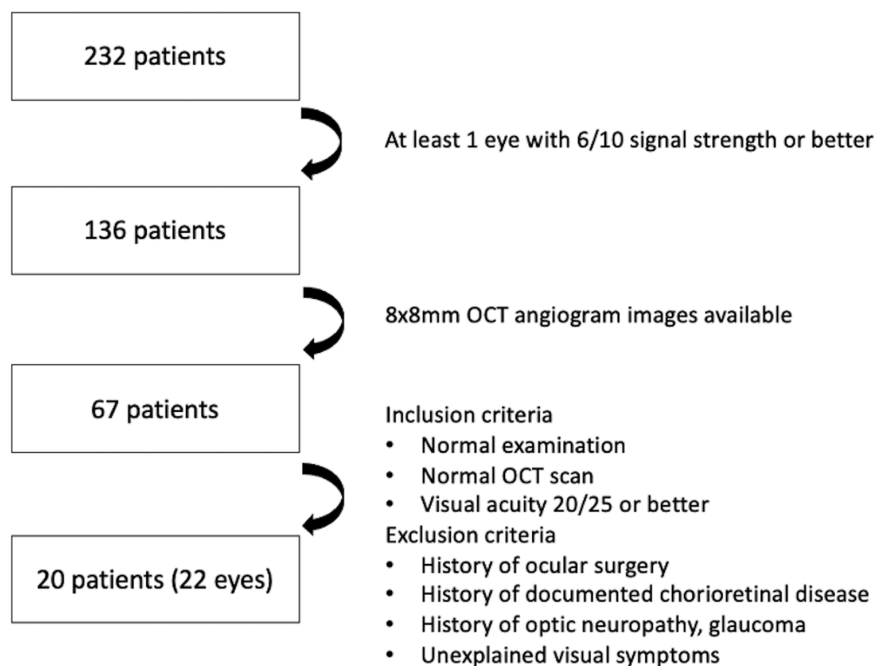 232 patients
At least 1 eye with 6/10 signal strength or better
136 patients
8x8mm OCT angiogram images available
67 patients
Inclusion criteria
• Normal examination
• Normal OCT scan
• Visual acuity 20/25 or better
Exclusion criteria
• History of ocular surgery
• History of documented chorioretinal disease
• History of optic neuropathy, glaucoma
• Unexplained visual symptoms
20 patients (22 eyes)